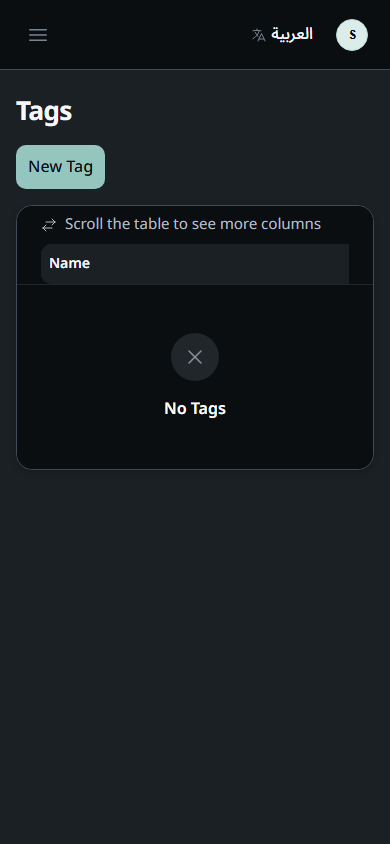 العربية
S
Tags
New Tag
Scroll the table to see more columns
Name
No Tags